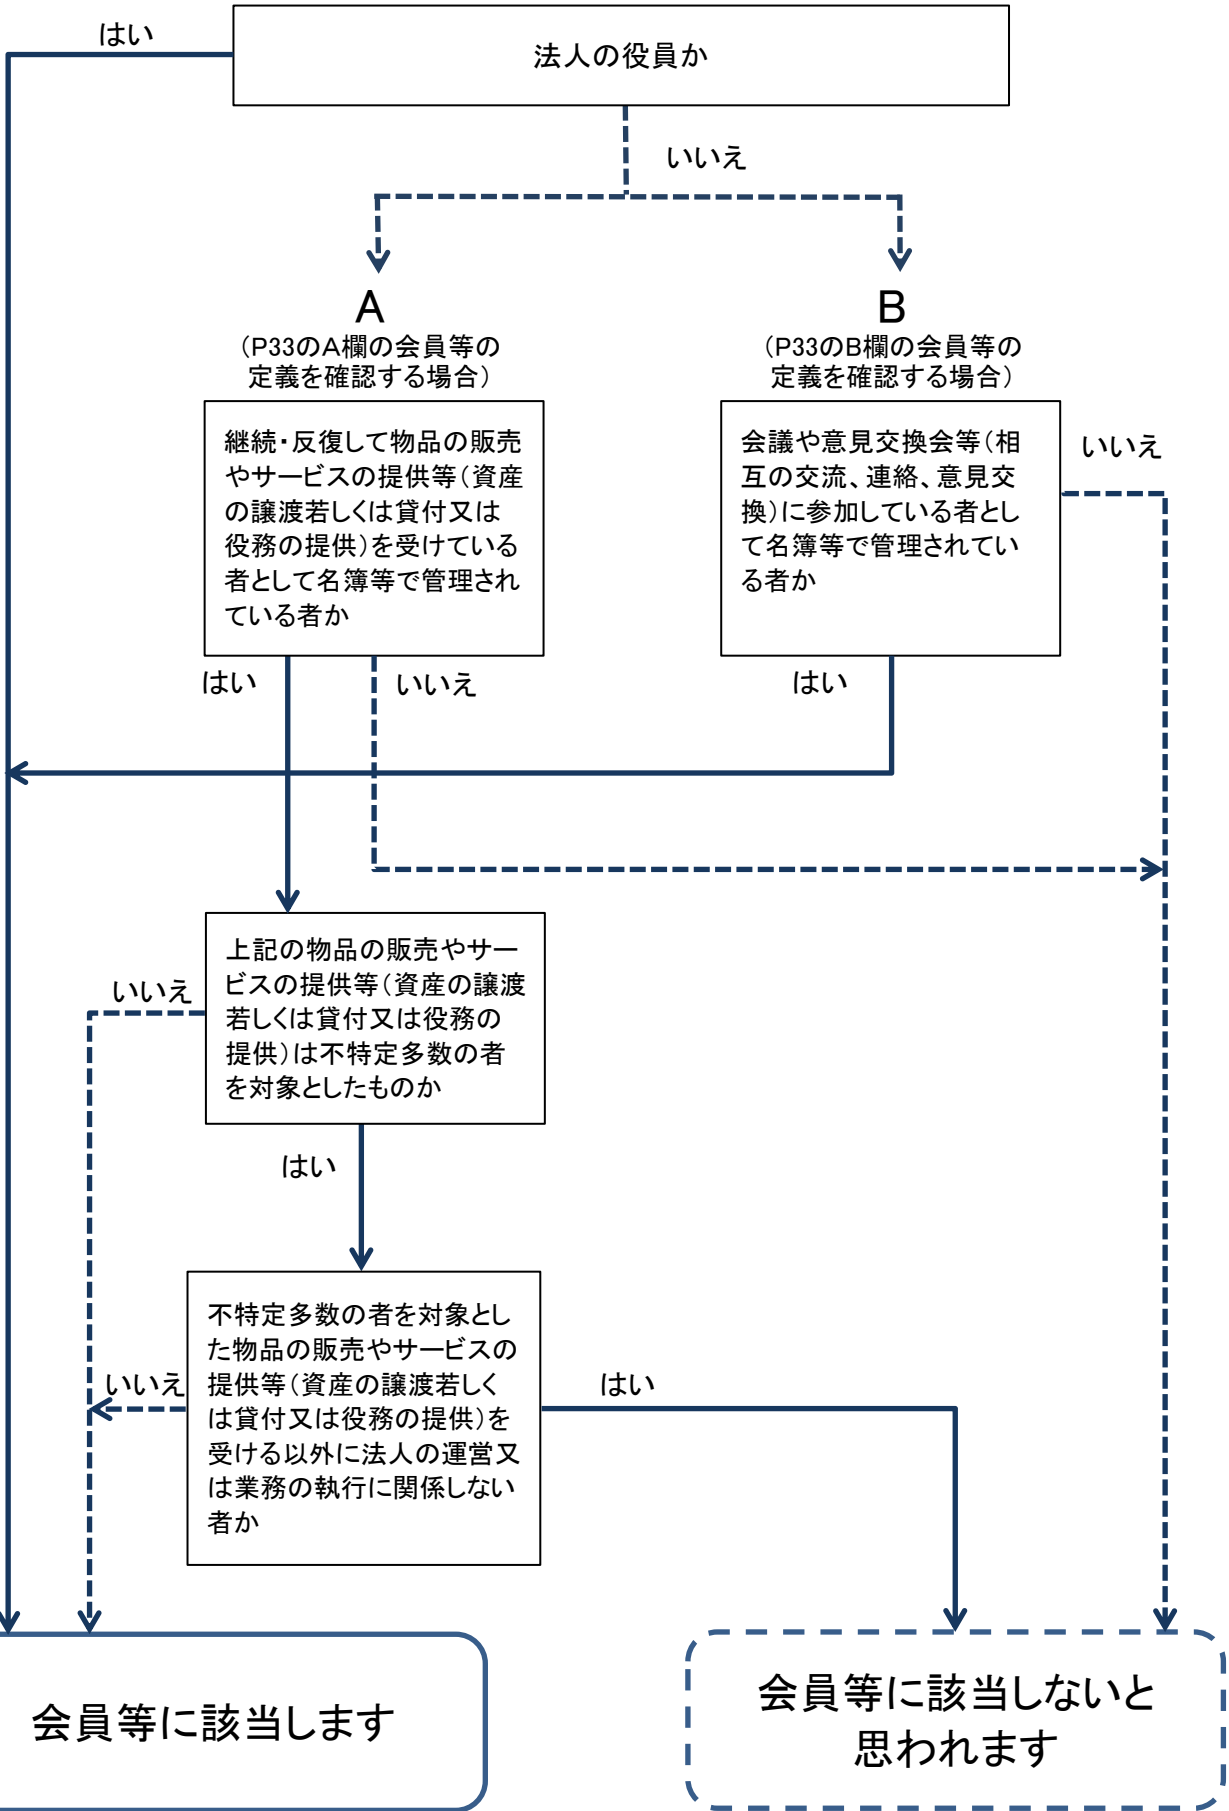 はい
法人の役員か
いいえ
A
(P33のA欄の会員等の
定義を確認する場合)
B
(P33のB欄の会員等の
定義を確認する場合)
継続・反復して物品の販売
やサービスの提供等(資産
の譲渡若しくは貸付又は
役務の提供)を受けている
者として名簿等で管理され
ている者か
会議や意見交換会等(相
互の交流、連絡、意見交
換)に参加している者とし
て名簿等で管理されてい
る者か
いいえ
はい
いいえ
はい
上記の物品の販売やサー
ビスの提供等(資産の譲渡
若しくは貸付又は役務の
提供)は不特定多数の者
を対象としたものか
いいえ
はい
不特定多数の者を対象とし
た物品の販売やサービスの
提供等(資産の譲渡若しく
は貸付又は役務の提供)を
受ける以外に法人の運営又
は業務の執行に関係しない
者か
いいえ
はい
会員等に該当します
会員等に該当しないと
思われます